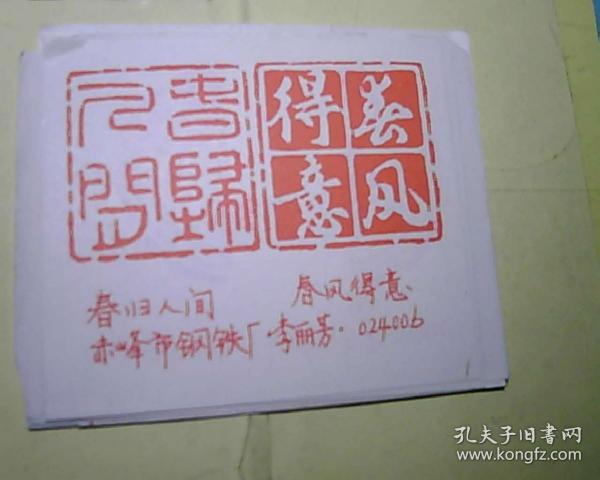 春歸人間
春风得意
春归人间
春风得意.
赤峰市钢铁厂·李丽芳·024006
孔夫子旧书网
www.kongfz.com